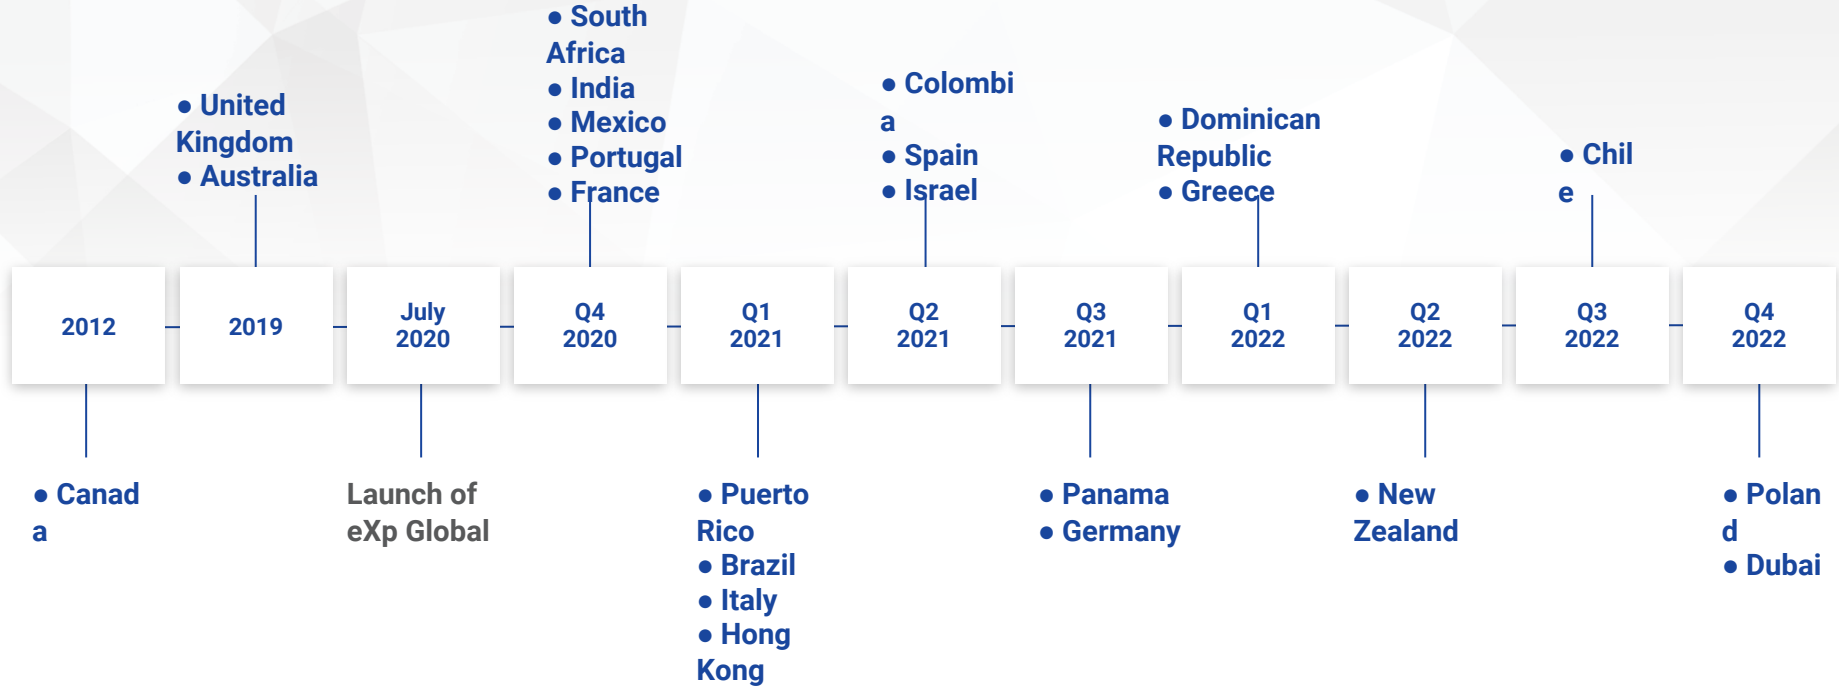 ● South
Africa
● India
● Mexico
● Portugal
● France
● United
Kingdom
● Australia
● Colombi
a
● Spain
● Israel
● Dominican
Republic
● Greece
● Chil
e
2012
2019
July
2020
Q4
2020
Q1
2021
Q2
2021
Q3
2021
Q1
2022
Q2
2022
Q3
2022
Q4
2022
● Canad
a
Launch of
eXp Global
● Puerto
Rico
● Brazil
● Italy
● Hong
Kong
● Panama
● Germany
● New
Zealand
● Polan
d
● Dubai